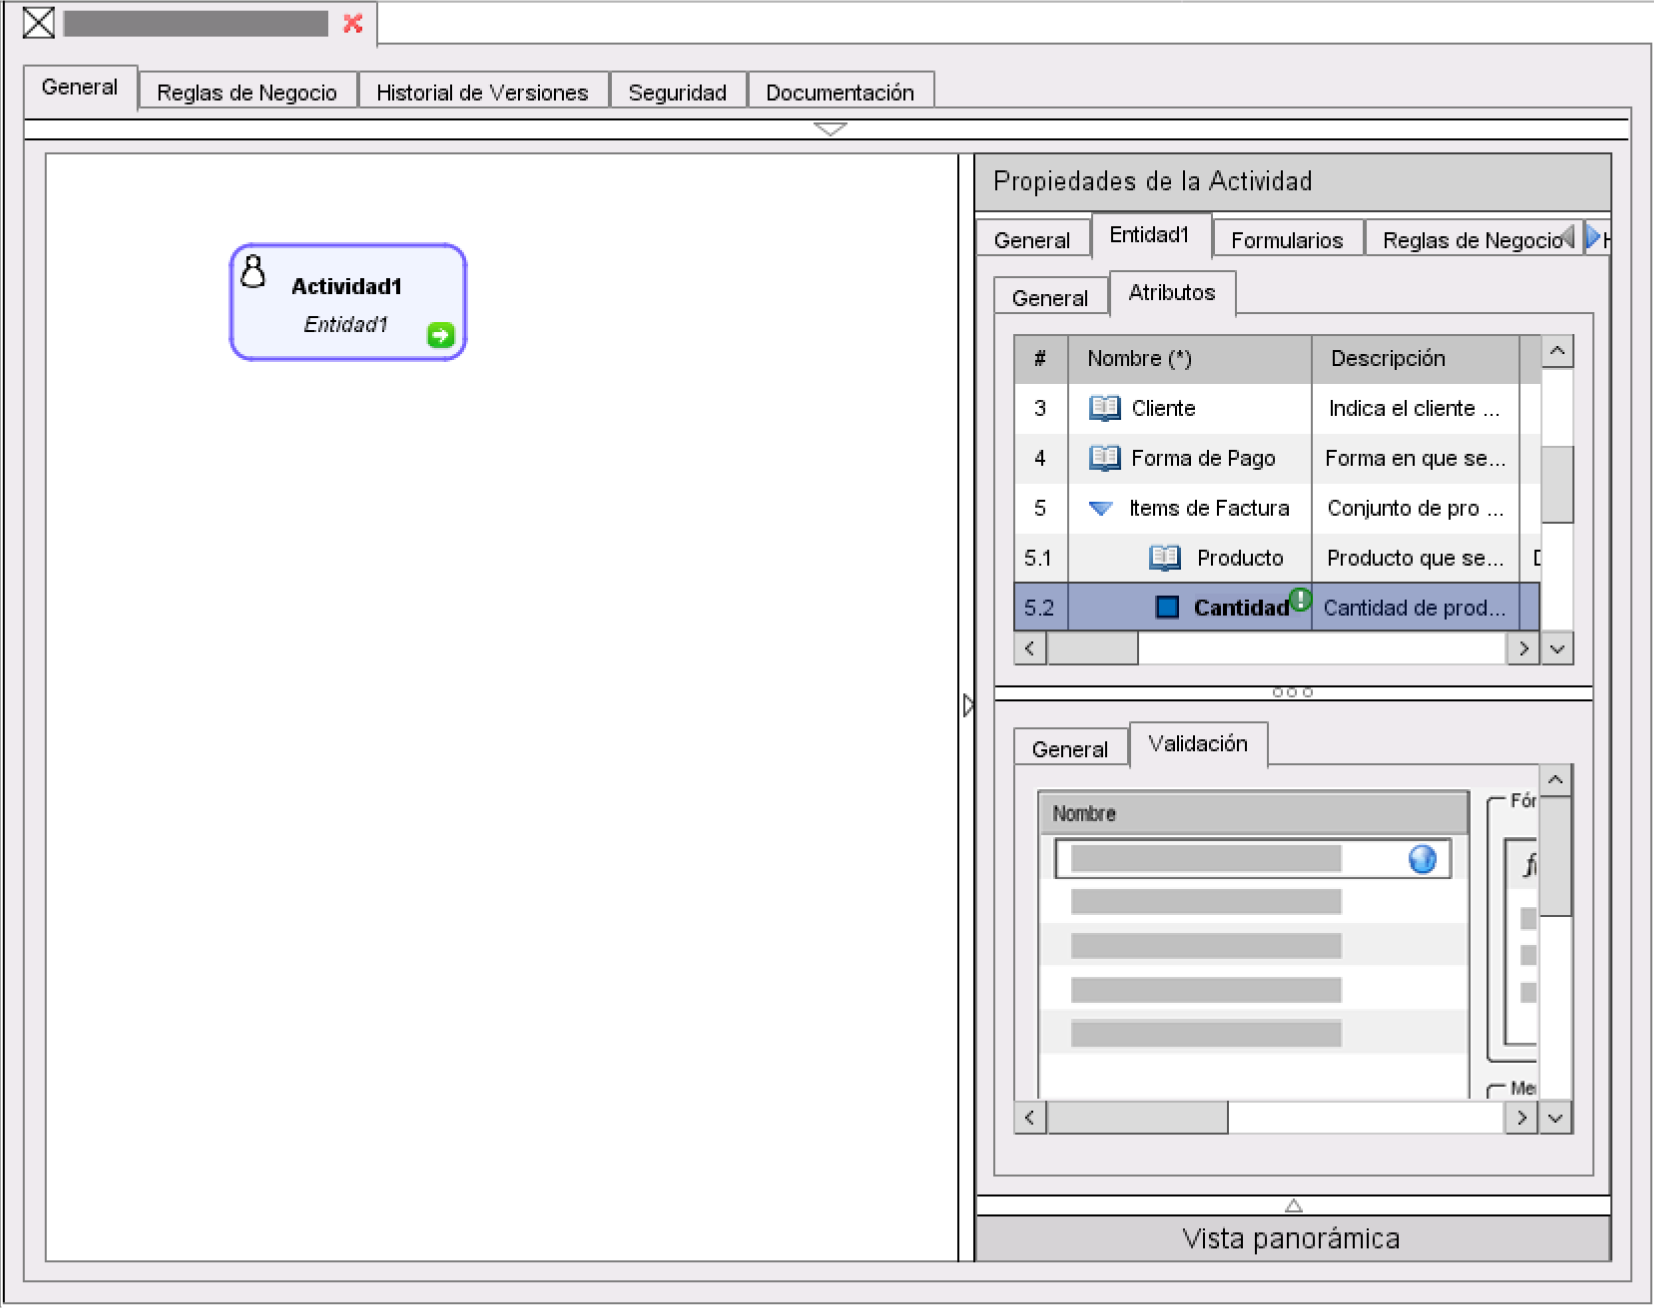 General Reglas de Negocio Historial de Versiones Seguridad Documentación
Actividad1
Entidad1
Propiedades de la Actividad
General Entidad1 Formularios Reglas de Negocio H
General Atributos
# Nombre (*) Descripción
3 Cliente Indica el cliente ...
4 Forma de Pago Forma en que se...
5 Items de Factura Conjunto de pro ...
5.1 Producto Producto que se...
5.2 Cantidad Cantidad de prod...
General Validación
Nombre
Fór
Me
Vista panorámica